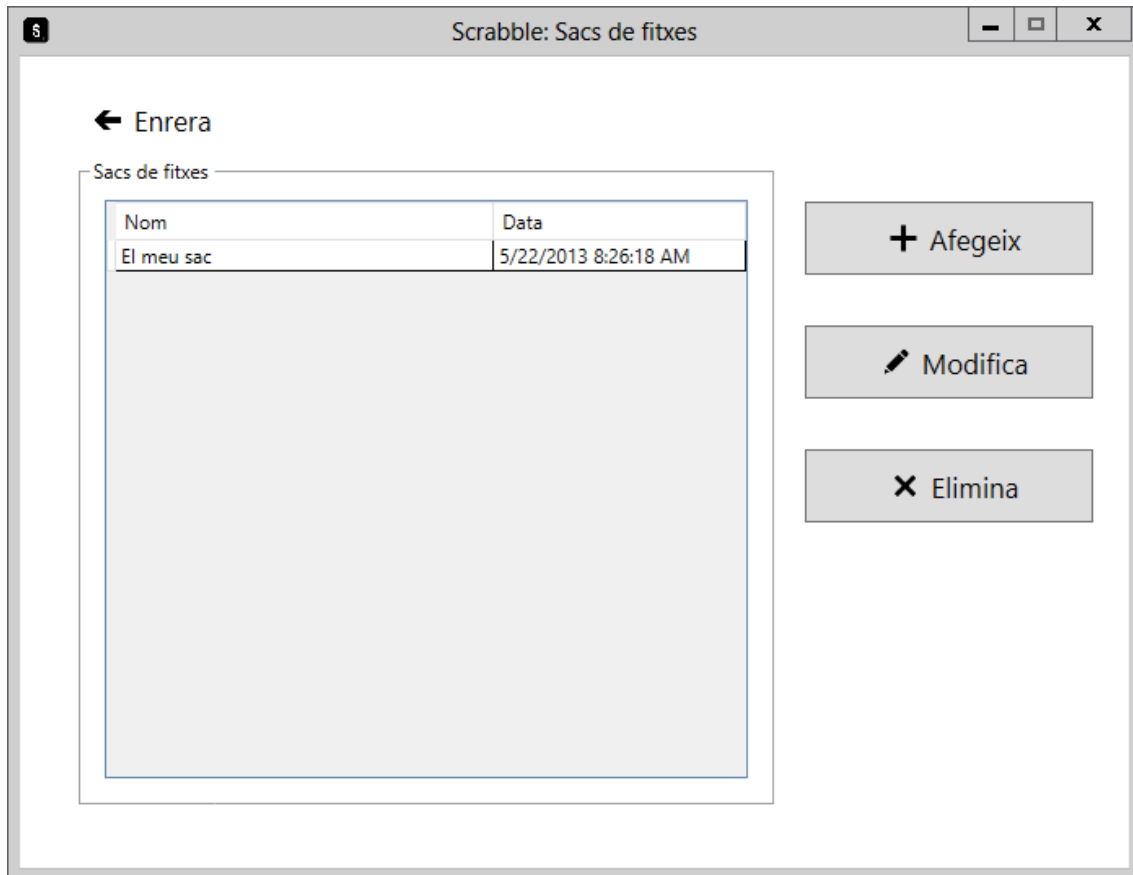 Scrabble: Sacs de fitxes
Enrera
Sacs de fitxes
Nom Data
El meu sac 5/22/2013 8:26:18 AM
Afegeix
Modifica
Elimina